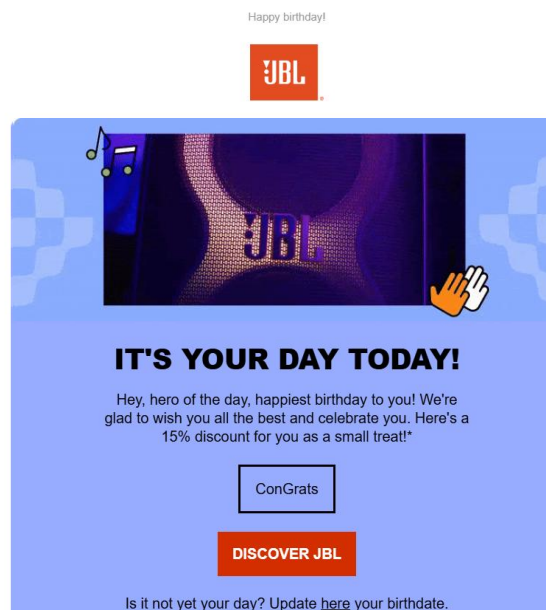 Happy birthday!
JBL
JBL
IT'S YOUR DAY TODAY!
Hey, hero of the day, happiest birthday to you! We're
glad to wish you all the best and celebrate you. Here's a
15% discount for you as a small treat!*
ConGrats
DISCOVER JBL
Is it not yet your day? Update here your birthdate.